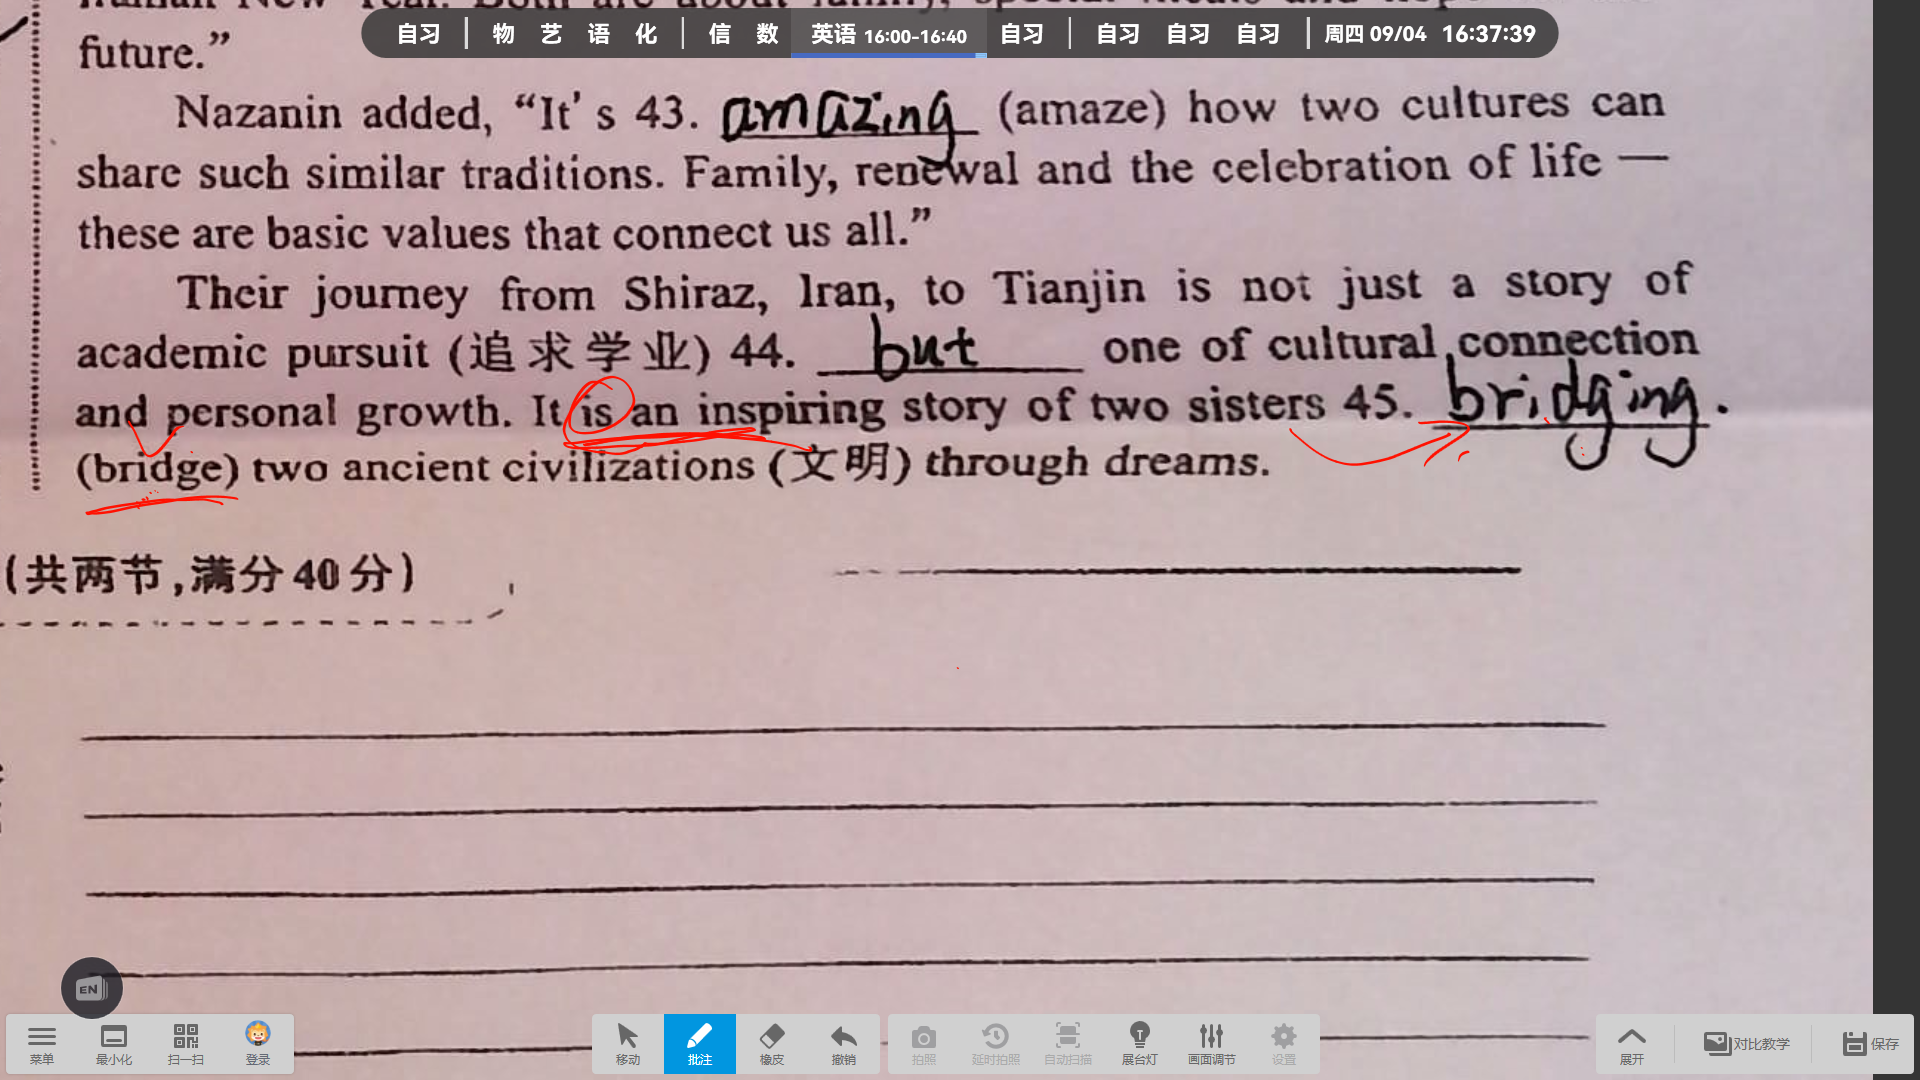 自习 | 物 艺 语 化 | 信 数 英语 16:00-16:40 自习 | 自习 自习 自习 | 周四 09/04 16:37:39
future.”
Nazanin added, “It's 43. amazing (amaze) how two cultures can
share such similar traditions. Family, renewal and the celebration of life —
these are basic values that connect us all.”
Their journey from Shiraz, Iran, to Tianjin is not just a story of
academic pursuit (追求学业) 44. but one of cultural connection
and personal growth. It is an inspiring story of two sisters 45. bridging.
(bridge) two ancient civilizations (文明) through dreams.
(共两节,满分40分)
EN
菜单 最小化 扫一扫 登录 移动 批注 橡皮 撤销 拍照 延时拍照 自动扫描 展台灯 画面调节 设置 展开 对比教学 保存